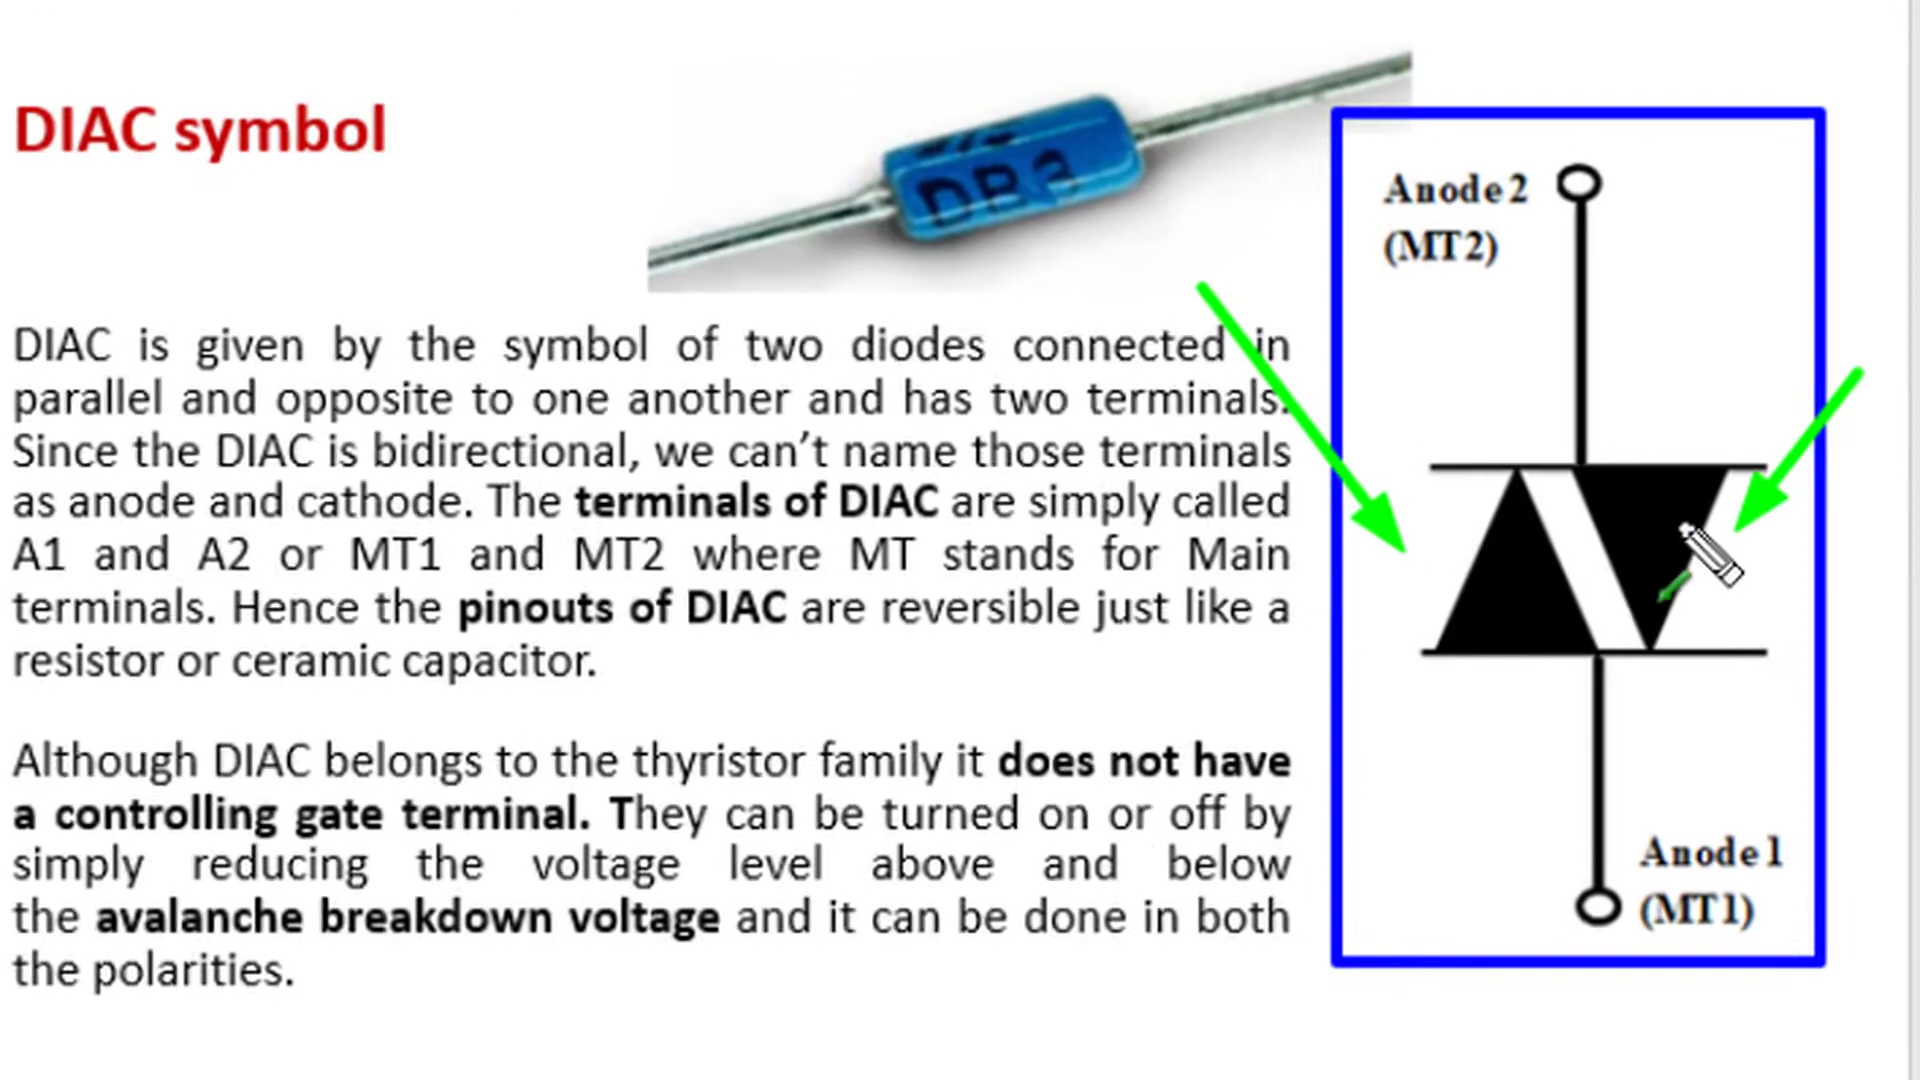 DIAC symbol
DB3
Anode 2
(MT2)
DIAC is given by the symbol of two diodes connected in
parallel and opposite to one another and has two terminals.
Since the DIAC is bidirectional, we can’t name those terminals
as anode and cathode. The terminals of DIAC are simply called
A1 and A2 or MT1 and MT2 where MT stands for Main
terminals. Hence the pinouts of DIAC are reversible just like a
resistor or ceramic capacitor.
Although DIAC belongs to the thyristor family it does not have
a controlling gate terminal. They can be turned on or off by
simply reducing the voltage level above and below
the avalanche breakdown voltage and it can be done in both
the polarities.
Anode 1
(MT1)